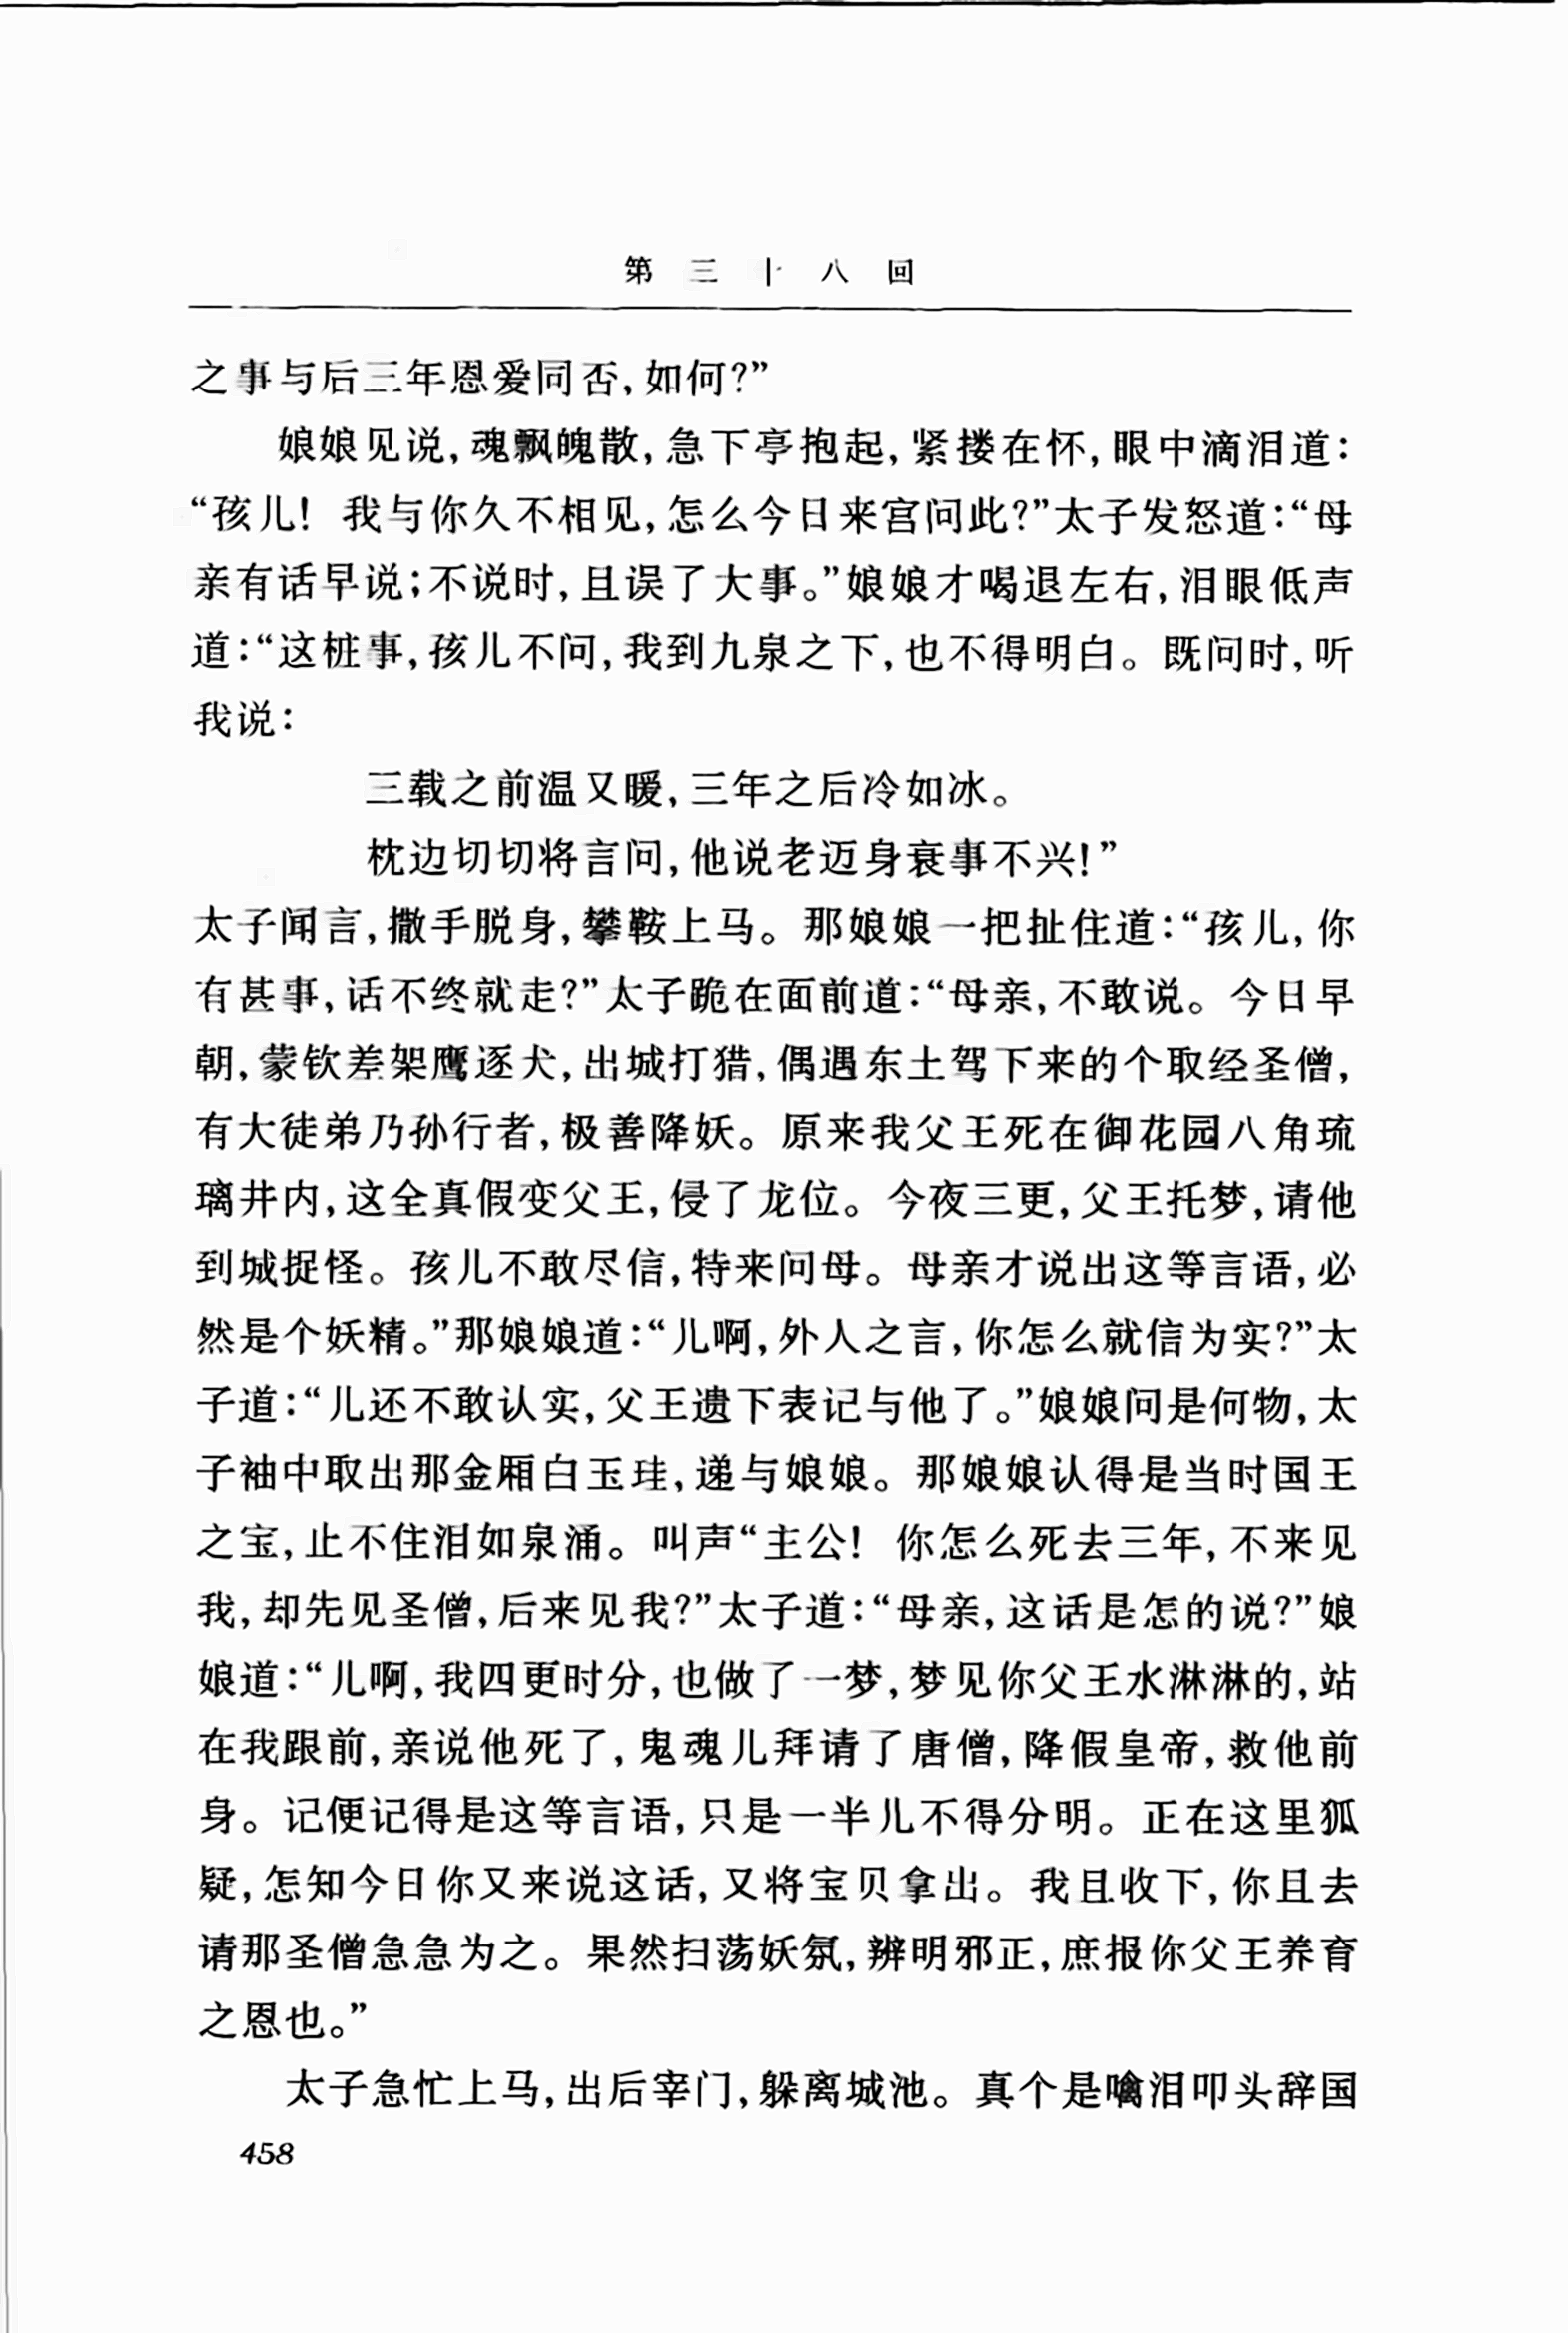 第三十八回
之事与后三年恩爱同否，如何？”
娘娘见说，魂飘魄散，急下亭抱起，紧搂在怀，眼中滴泪道：
“孩儿！我与你久不相见，怎么今日来宫问此？”太子发怒道：“母
亲有话早说；不说时，且误了大事。”娘娘才喝退左右，泪眼低声
道：“这桩事，孩儿不问，我到九泉之下，也不得明白。既问时，听
我说：
三载之前温又暖，三年之后冷如冰。
枕边切切将言问，他说老迈身衰事不兴！”
太子闻言，撒手脱身，攀鞍上马。那娘娘一把扯住道：“孩儿，你
有甚事，话不终就走？”太子跪在面前道：“母亲，不敢说。今日早
朝，蒙钦差架鹰逐犬，出城打猎，偶遇东土驾下来的个取经圣僧，
有大徒弟乃孙行者，极善降妖。原来我父王死在御花园八角琉
璃井内，这全真假变父王，侵了龙位。今夜三更，父王托梦，请他
到城捉怪。孩儿不敢尽信，特来问母。母亲才说出这等言语，必
然是个妖精。”那娘娘道：“儿啊，外人之言，你怎么就信为实？”太
子道：“儿还不敢认实，父王遗下表记与他了。”娘娘问是何物，太
子袖中取出那金厢白玉珪，递与娘娘。那娘娘认得是当时国王
之宝，止不住泪如泉涌。叫声“主公！你怎么死去三年，不来见
我，却先见圣僧，后来见我？”太子道：“母亲，这话是怎的说？”娘
娘道：“儿啊，我四更时分，也做了一梦，梦见你父王水淋淋的，站
在我跟前，亲说他死了，鬼魂儿拜请了唐僧，降假皇帝，救他前
身。记便记得是这等言语，只是一半儿不得分明。正在这里狐
疑，怎知今日你又来说这话，又将宝贝拿出。我且收下，你且去
请那圣僧急急为之。果然扫荡妖氛，辨明邪正，庶报你父王养育
之恩也。”
太子急忙上马，出后宰门，躲离城池。真个是噙泪叩头辞国
458